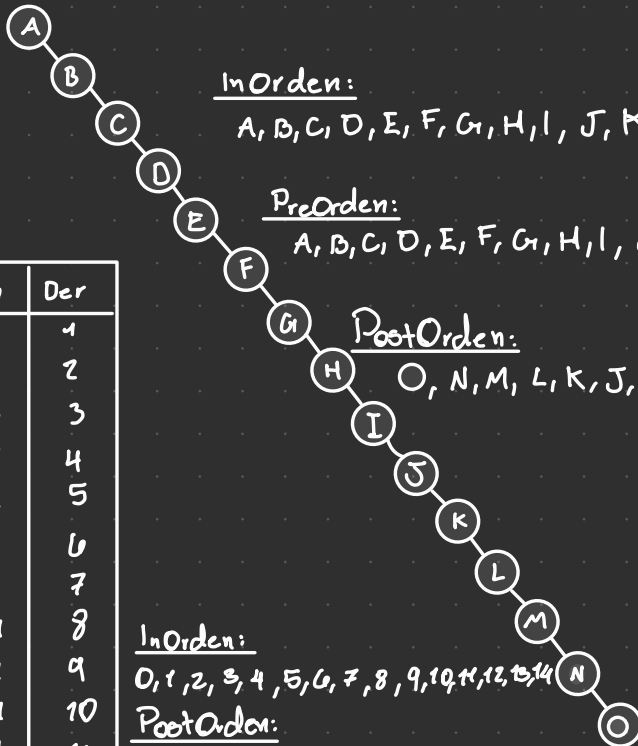 A
B
InOrden:
C
A, B, C, D, E, F, G, H, I, J, K
D
PreOrden:
E
A, B, C, D, E, F, G, H, I,
F
Der
G
PostOrden:
1
H
O, N, M, L, K, J,
2
I
3
J
4
5
K
6
L
7
M
8
InOrden:
9
0, 1, 2, 3, 4, 5, 6, 7, 8, 9, 10, 11, 12, 13, 14
N
10
PostOrden:
O